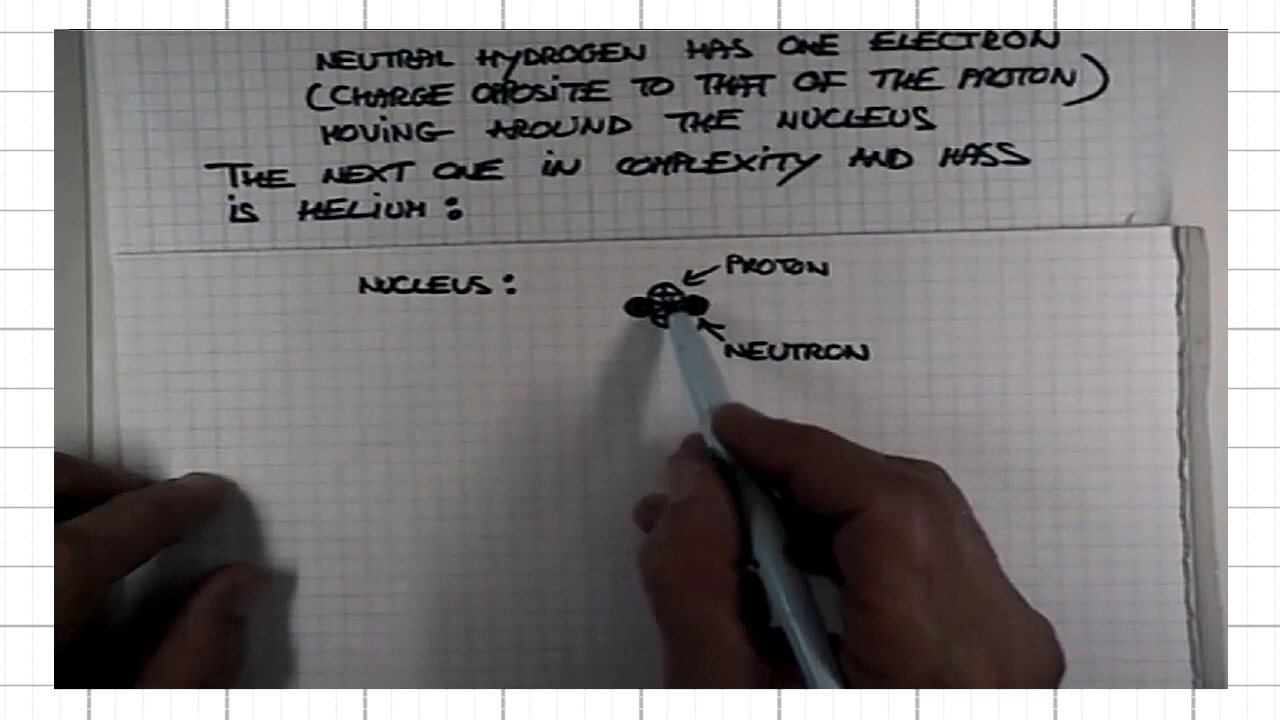 NEUTRAL HYDROGEN HAS ONE ELECTRON
(CHARGE OPPOSITE TO THAT OF THE PROTON)
MOVING AROUND THE NUCLEUS
THE NEXT ONE IN COMPLEXITY AND MASS
IS HELIUM:
NUCLEUS:
PROTON
NEUTRON